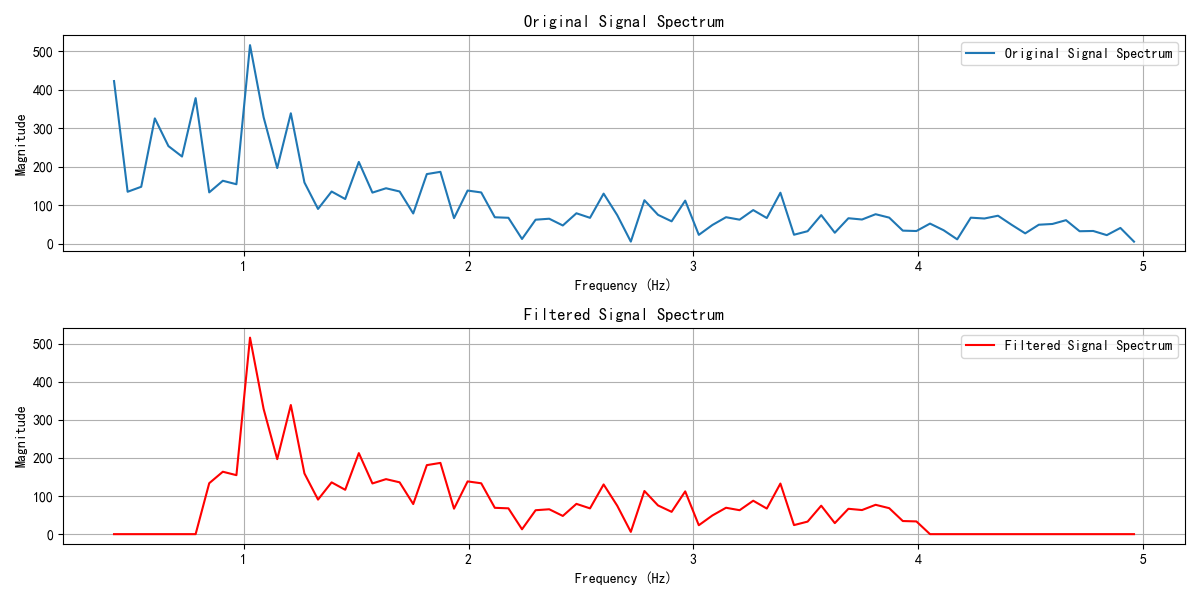 Original Signal Spectrum
Original Signal Spectrum
Magnitude
500
400
300
200
100
0
1
2
3
4
5
Frequency (Hz)
Filtered Signal Spectrum
Filtered Signal Spectrum
Magnitude
500
400
300
200
100
0
1
2
3
4
5
Frequency (Hz)